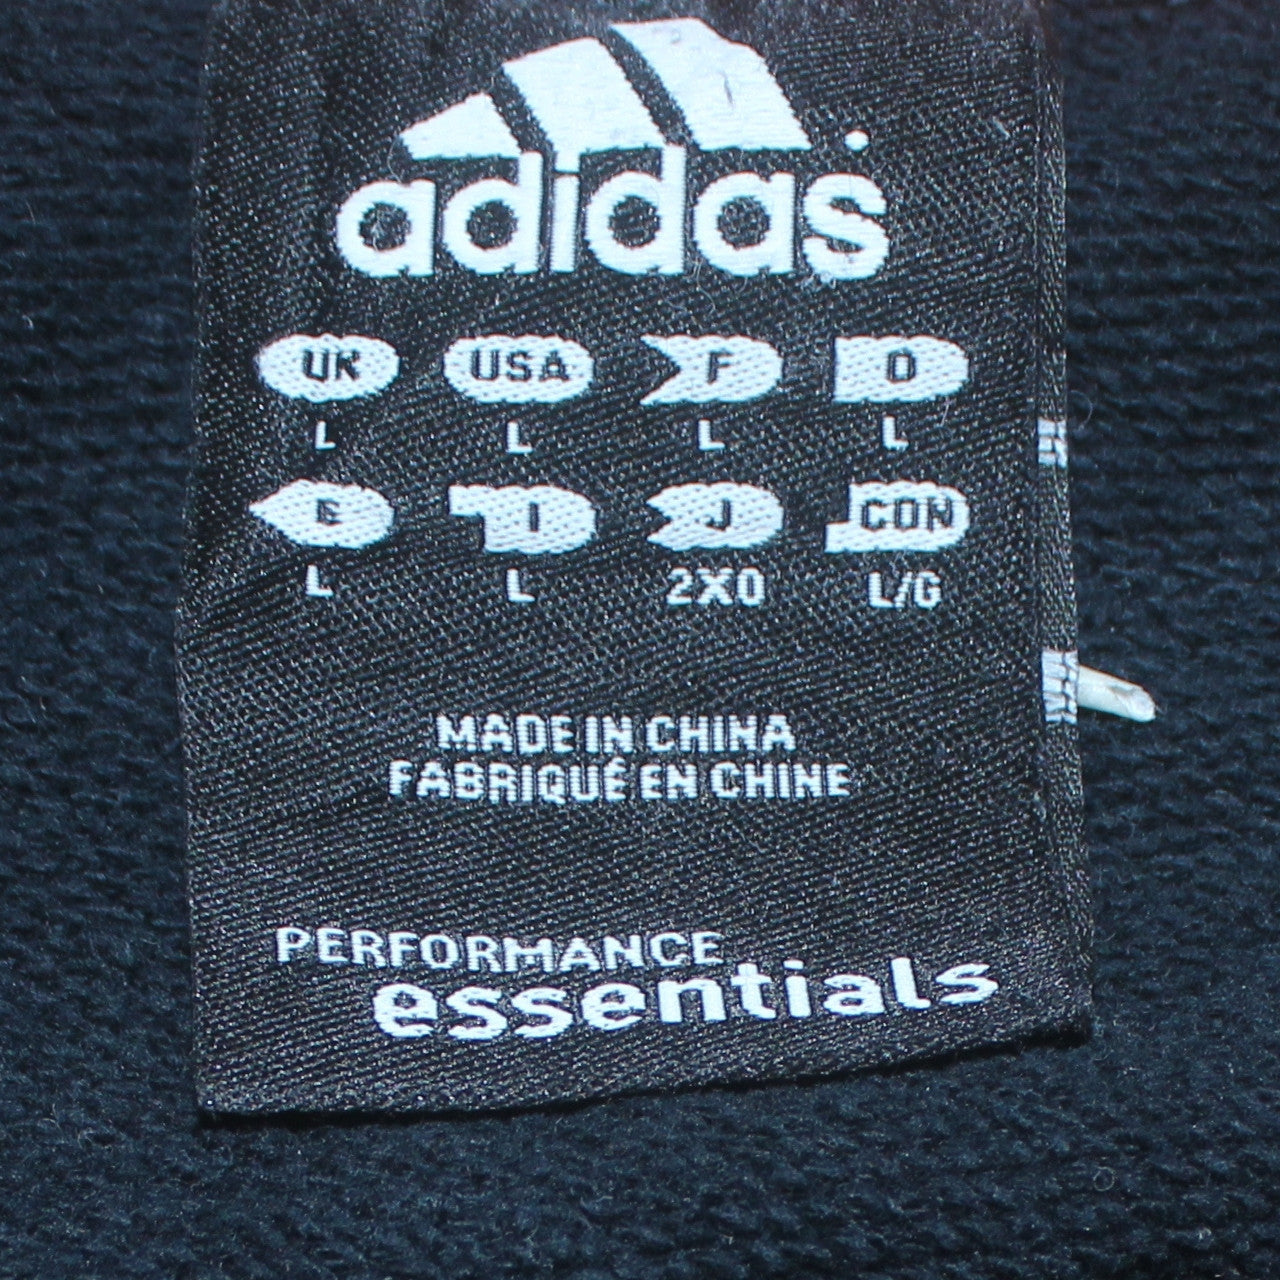 adidas
UK USA F D
L L L L
E I J CON
L L 2XO L/G
MADE IN CHINA
FABRIQUÉ EN CHINE
PERFORMANCE
essentials